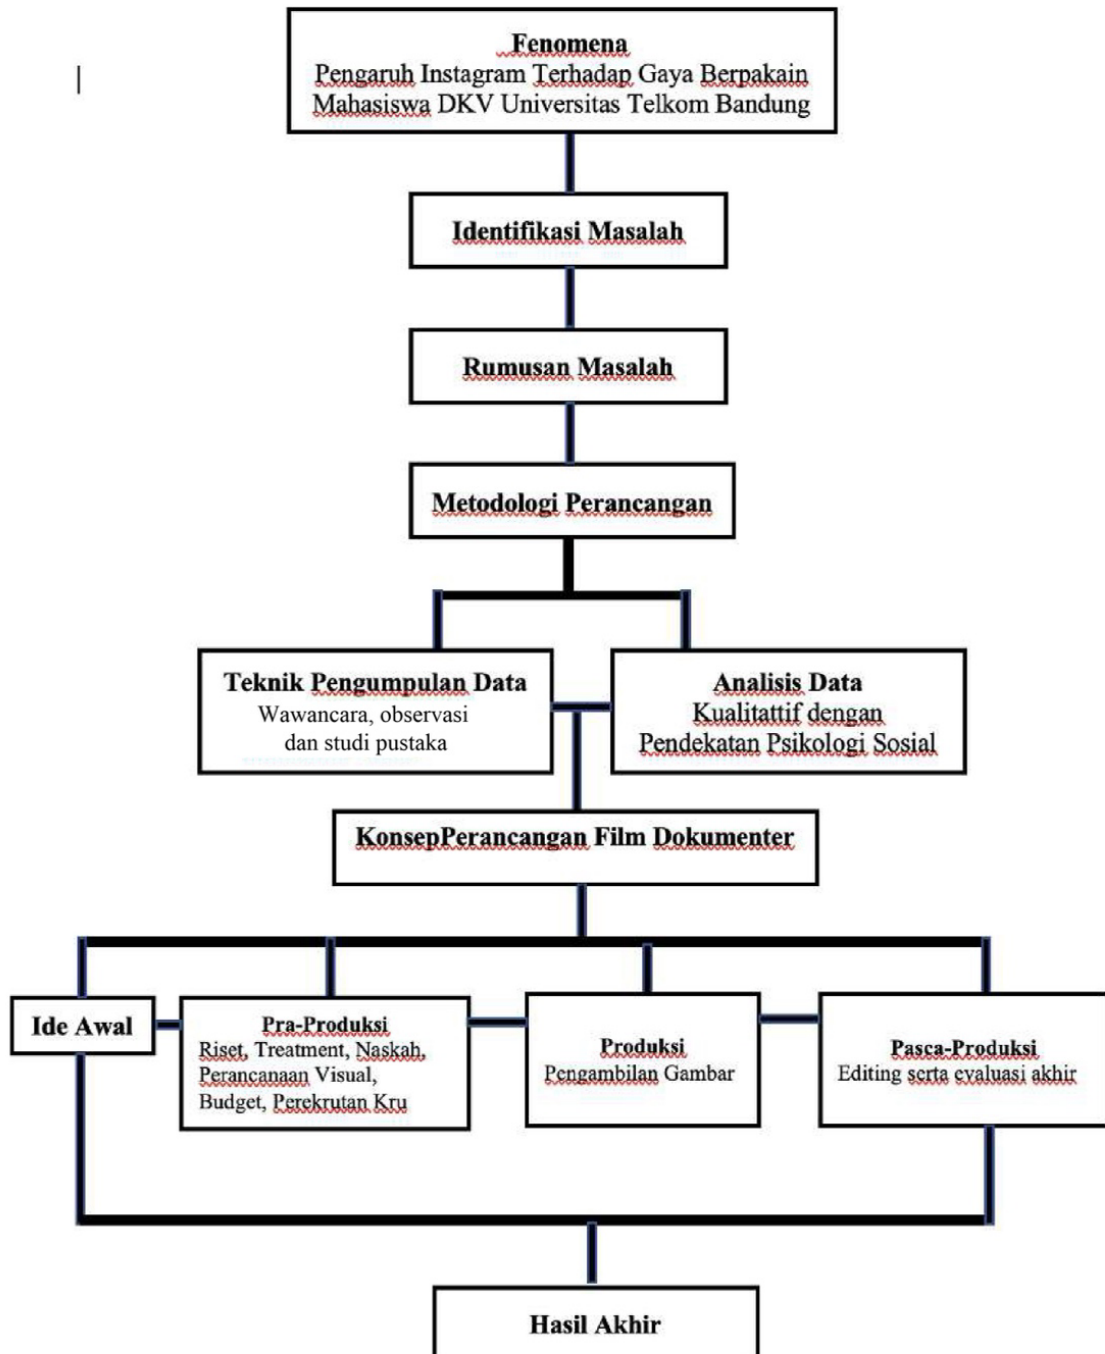 Fenomena
Pengaruh Instagram Terhadap Gaya Berpakain
Mahasiswa DKV Universitas Telkom Bandung
Identifikasi Masalah
Rumusan Masalah
Metodologi Perancangan
Teknik Pengumpulan Data
Wawancara, observasi
dan studi pustaka
Analisis Data
Kualitattif dengan
Pendekatan Psikologi Sosial
KonsepPerancangan Film Dokumenter
Ide Awal
Pra-Produksi
Riset, Treatment, Naskah,
Perancanaan Visual,
Budget, Perekrutan Kru
Produksi
Pengambilan Gambar
Pasca-Produksi
Editing serta evaluasi akhir
Hasil Akhir